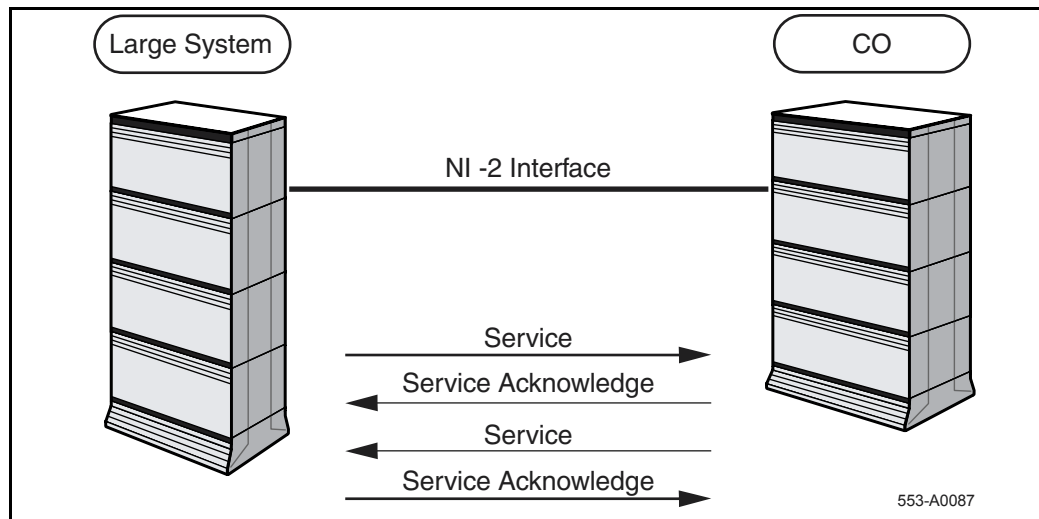 Large System
CO
NI -2 Interface
Service
Service Acknowledge
Service
Service Acknowledge
553-A0087